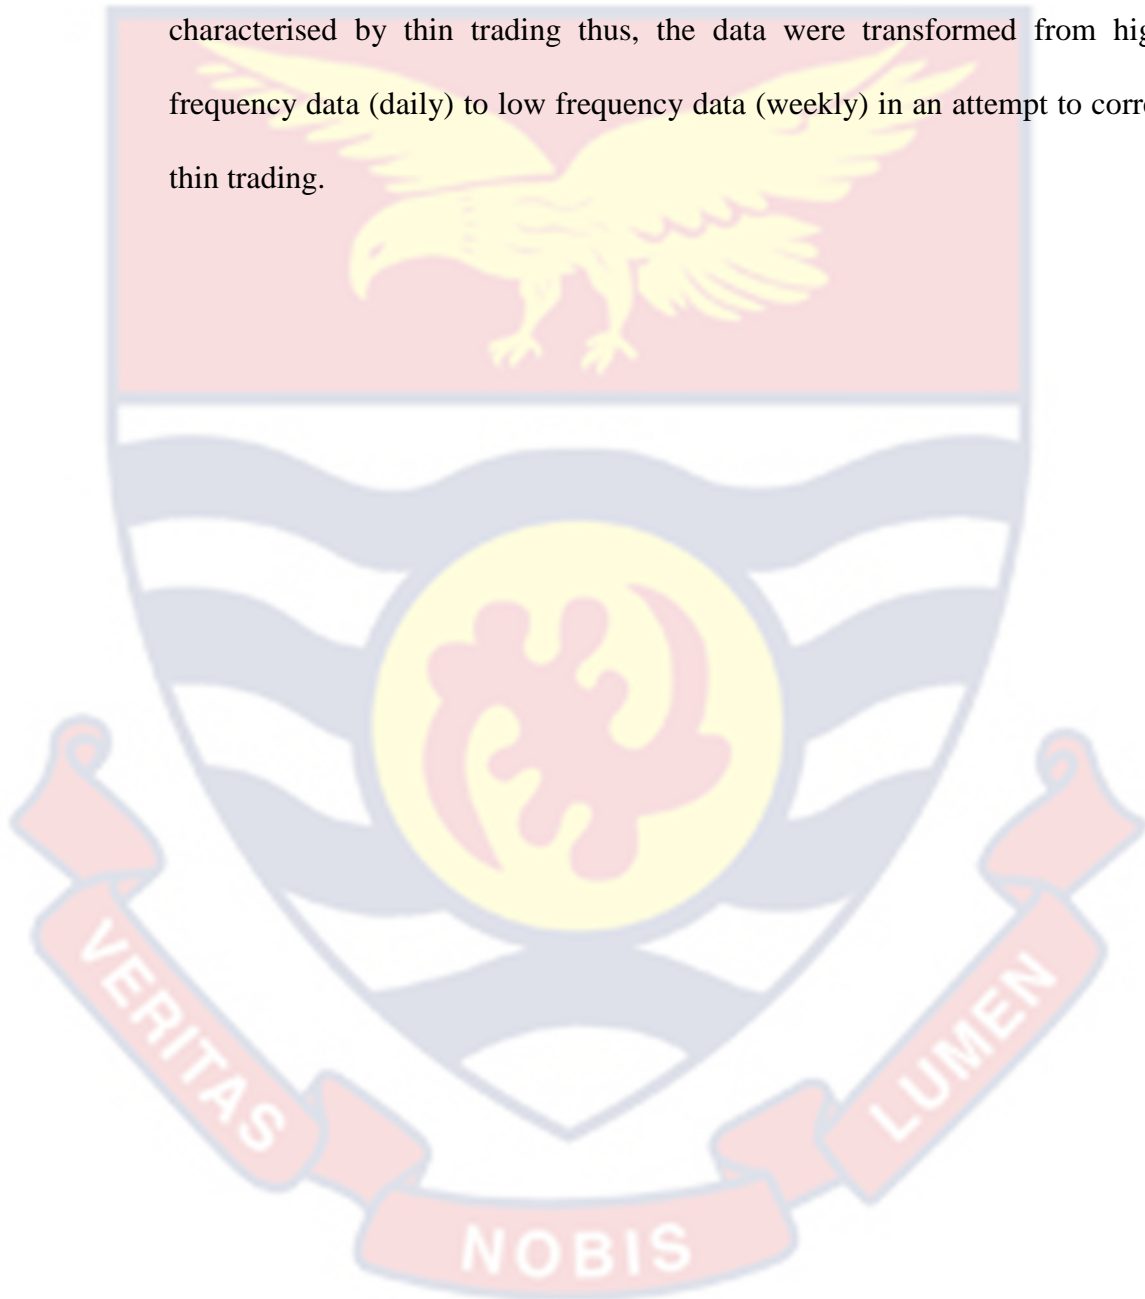 characterised by thin trading thus, the data were transformed from hig
frequency data (daily) to low frequency data (weekly) in an attempt to corre
thin trading.
VERITAS
NOBIS
LUMEN